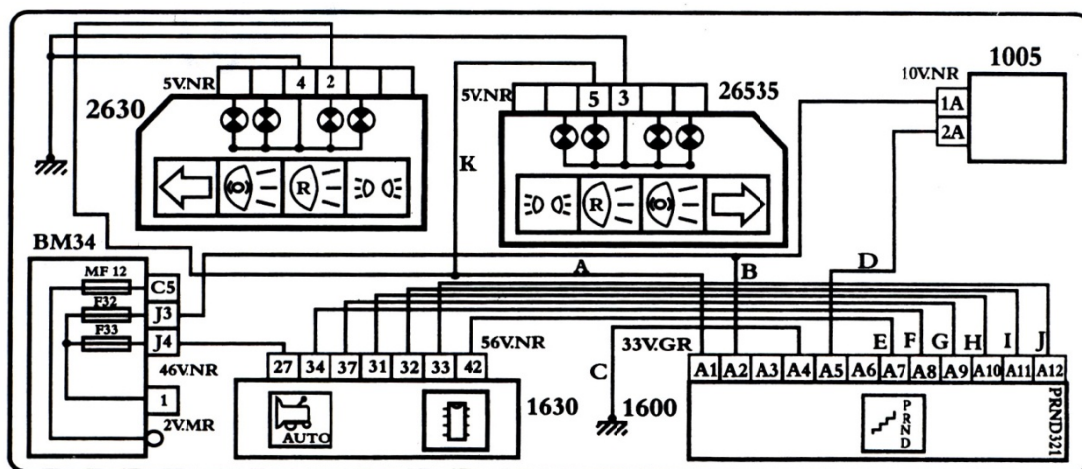 1005
10V.NR
1A
2A
5V.NR
4 2
2630
5V.NR
5 3
26535
R
R
K
BM34
MF 12
C5
F32
J3
F33
J4
46V.NR
1
2V.MR
A
B
D
56V.NR
27 34 37 31 32 33 42
1630
AUTO
C
1600
33V.GR
E F G H I J
A1 A2 A3 A4 A5 A6 A7 A8 A9 A10 A11 A12
PRND
PRND321